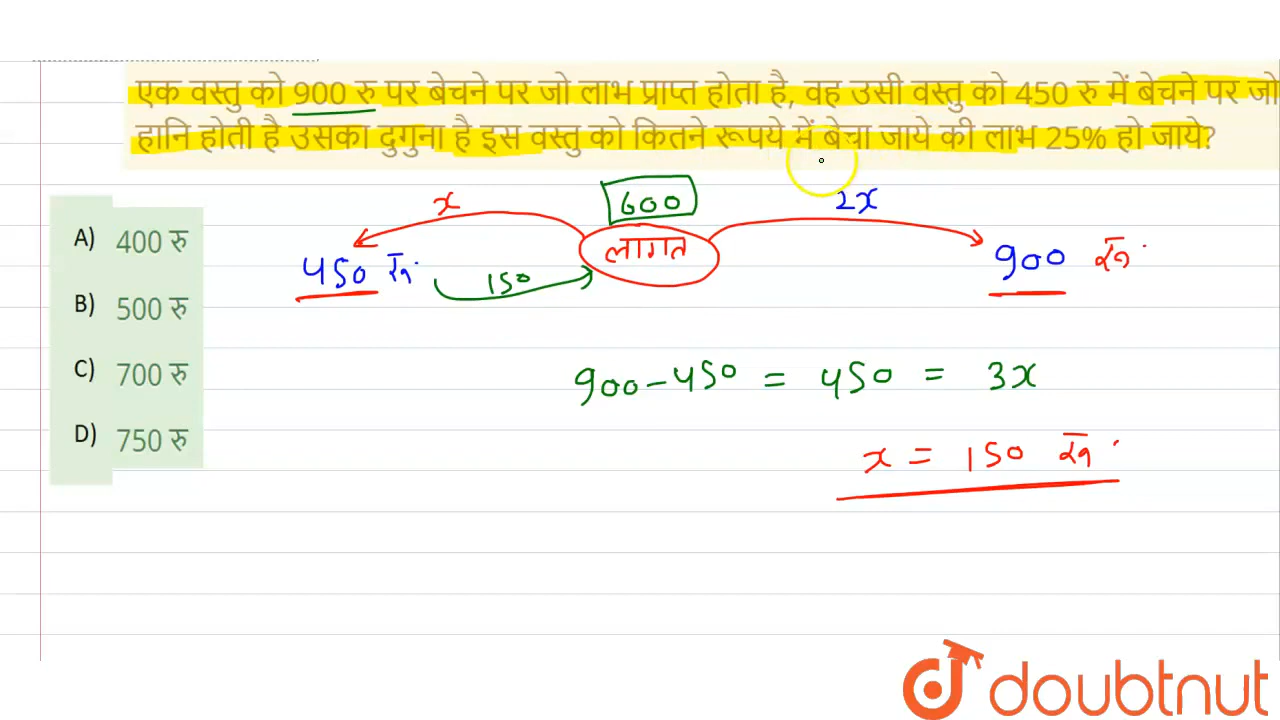 एक वस्तु को 900 रु पर बेचने पर जो लाभ प्राप्त होता है, वह उसी वस्तु को 450 रु में बेचने पर जो
हानि होती है उसका दुगुना है इस वस्तु को कितने रूपये में बेचा जाये की लाभ 25% हो जाये?
x 600 2x
A) 400 रु
450 रु. 150 लागत 900 रु.
B) 500 रु
C) 700 रु
900 - 450 = 450 = 3x
D) 750 रु
x = 150 रु.
doubtnut